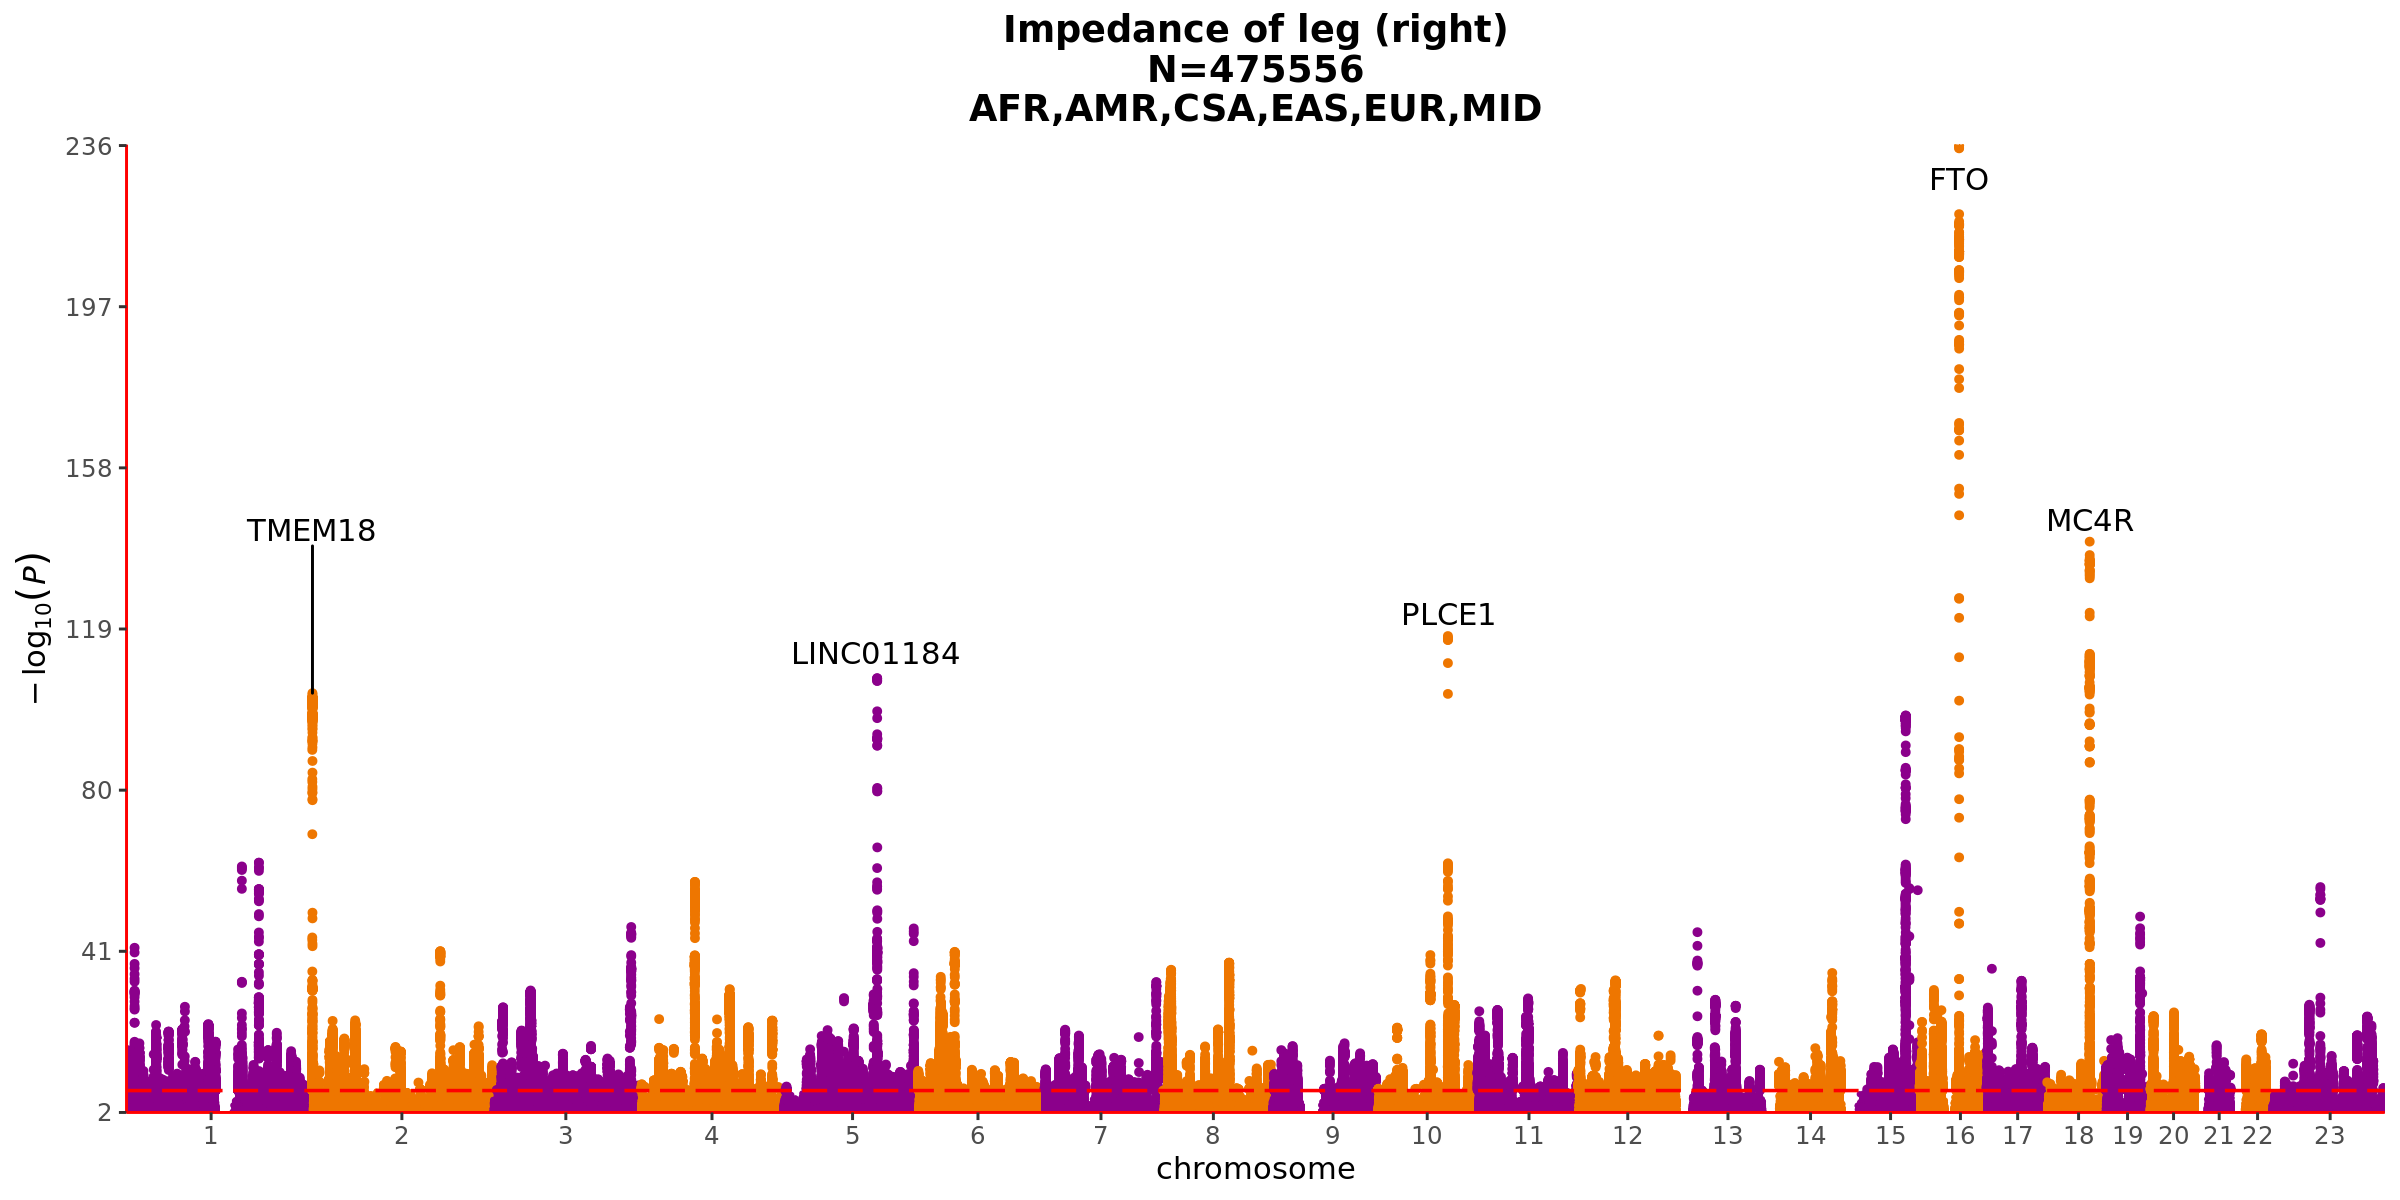 Impedance of leg (right)
N=475556
AFR,AMR,CSA,EAS,EUR,MID
236
197
158
119
80
41
2
−log10(P)
FTO
TMEM18
MC4R
PLCE1
LINC01184
1 2 3 4 5 6 7 8 9 10 11 12 13 14 15 16 17 18 19 20 21 22 23
chromosome